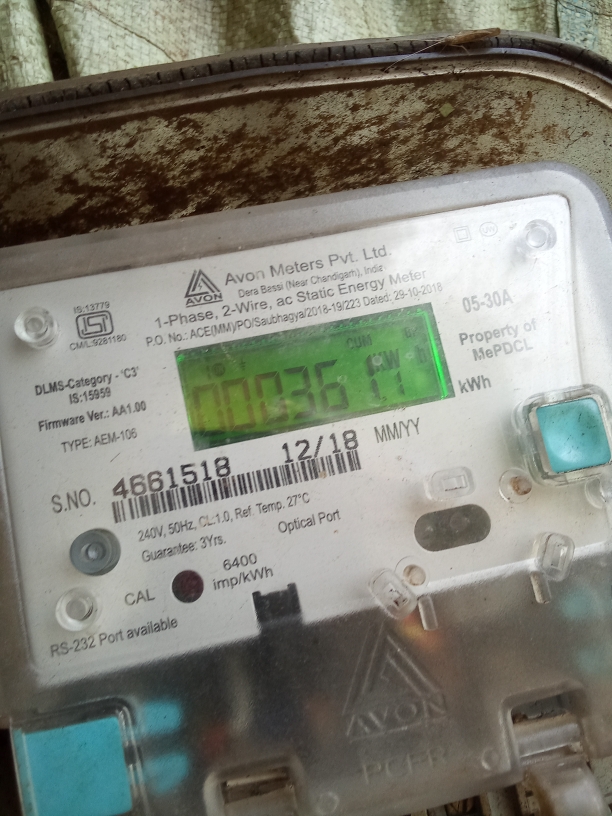 Avon Meters Pvt. Ltd.
AVON
Dera Bassi (Near Chandigarh), India
1-Phase, 2-Wire, ac Static Energy Meter
P.O. No.: ACE(MM)/PO/Saubhagya/2018-19/223 Dated: 29-10-2018
IS:13779
ISI
CM/L:9281180
05-30A
Property of
MePDCL
DLMS-Category - 'C3'
IS:15959
Firmware Ver.: AA1.00
TYPE: AEM-106
CUM
kWh
S.NO. 4661518 12/18 MM/YY
240V, 50Hz, CL:1.0, Ref. Temp. 27°C
Guarantee: 3Yrs.
Optical Port
CAL
6400
imp/kWh
RS-232 Port available
AVON